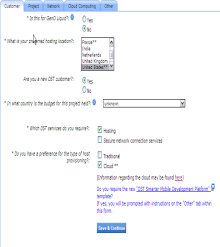 Customer Project Network Cloud Computing Other
* Is this for GenO Liquid?:
Yes
No
* What is your preferred hosting location?:
France**
India
Netherlands
United Kingdom
United States**
Are you a new DST customer?:
Yes
No
* In what country is the budget for this project held?:
unknown
* Which DST services do you require?:
Hosting
Secure network connection services
* Do you have a preference for the type of host provisioning?:
Traditional
Cloud **
(Information regarding the cloud may be found here)
Do you require the new "DST Smarter Mobile Development Platform"
template?
If yes, you will be prompted with instructions on the "Other" tab within
this form.
Save & Continue